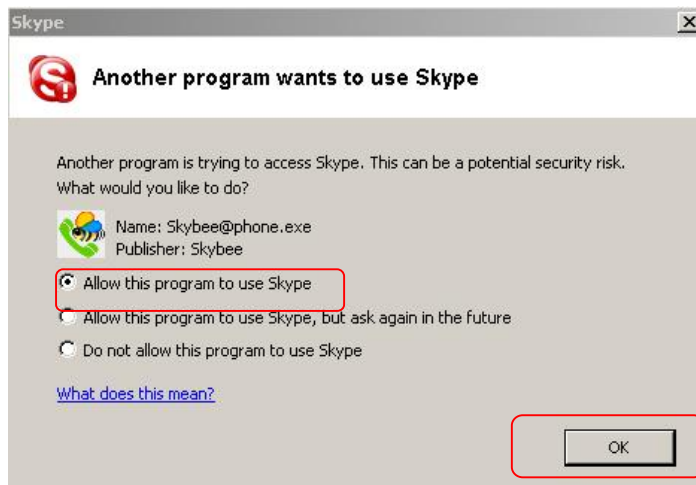 Skype
Another program wants to use Skype
Another program is trying to access Skype. This can be a potential security risk.
What would you like to do?
Name: Skybee@phone.exe
Publisher: Skybee
Allow this program to use Skype
Allow this program to use Skype, but ask again in the future
Do not allow this program to use Skype
What does this mean?
OK